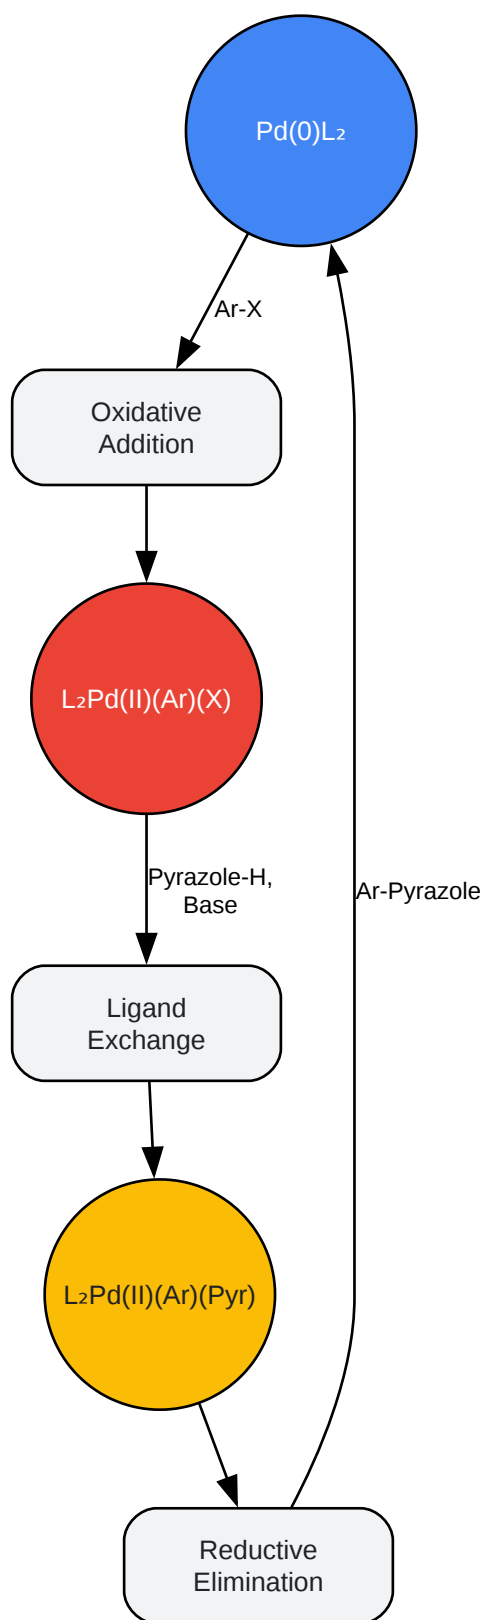 Pd(0)L₂
Ar-X
Oxidative
Addition
L₂Pd(II)(Ar)(X)
Pyrazole-H,
Base
Ar-Pyrazole
Ligand
Exchange
L₂Pd(II)(Ar)(Pyr)
Reductive
Elimination